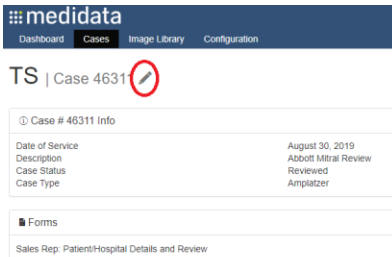 medidata
Dashboard Cases Image Library Configuration
TS | Case 46311
Case # 46311 Info
Date of Service August 30, 2019
Description Abbott Mitral Review
Case Status Reviewed
Case Type Amplatzer
Forms
Sales Rep: Patient/Hospital Details and Review